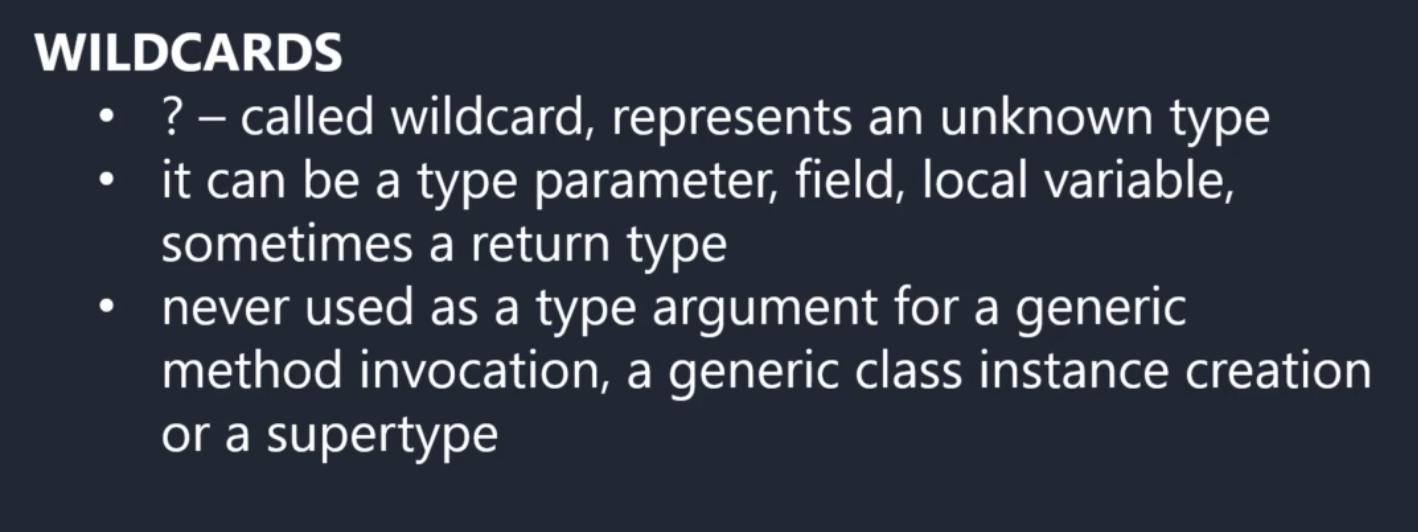 WILDCARDS
• ? – called wildcard, represents an unknown type
• it can be a type parameter, field, local variable,
sometimes a return type
• never used as a type argument for a generic
method invocation, a generic class instance creation
or a supertype